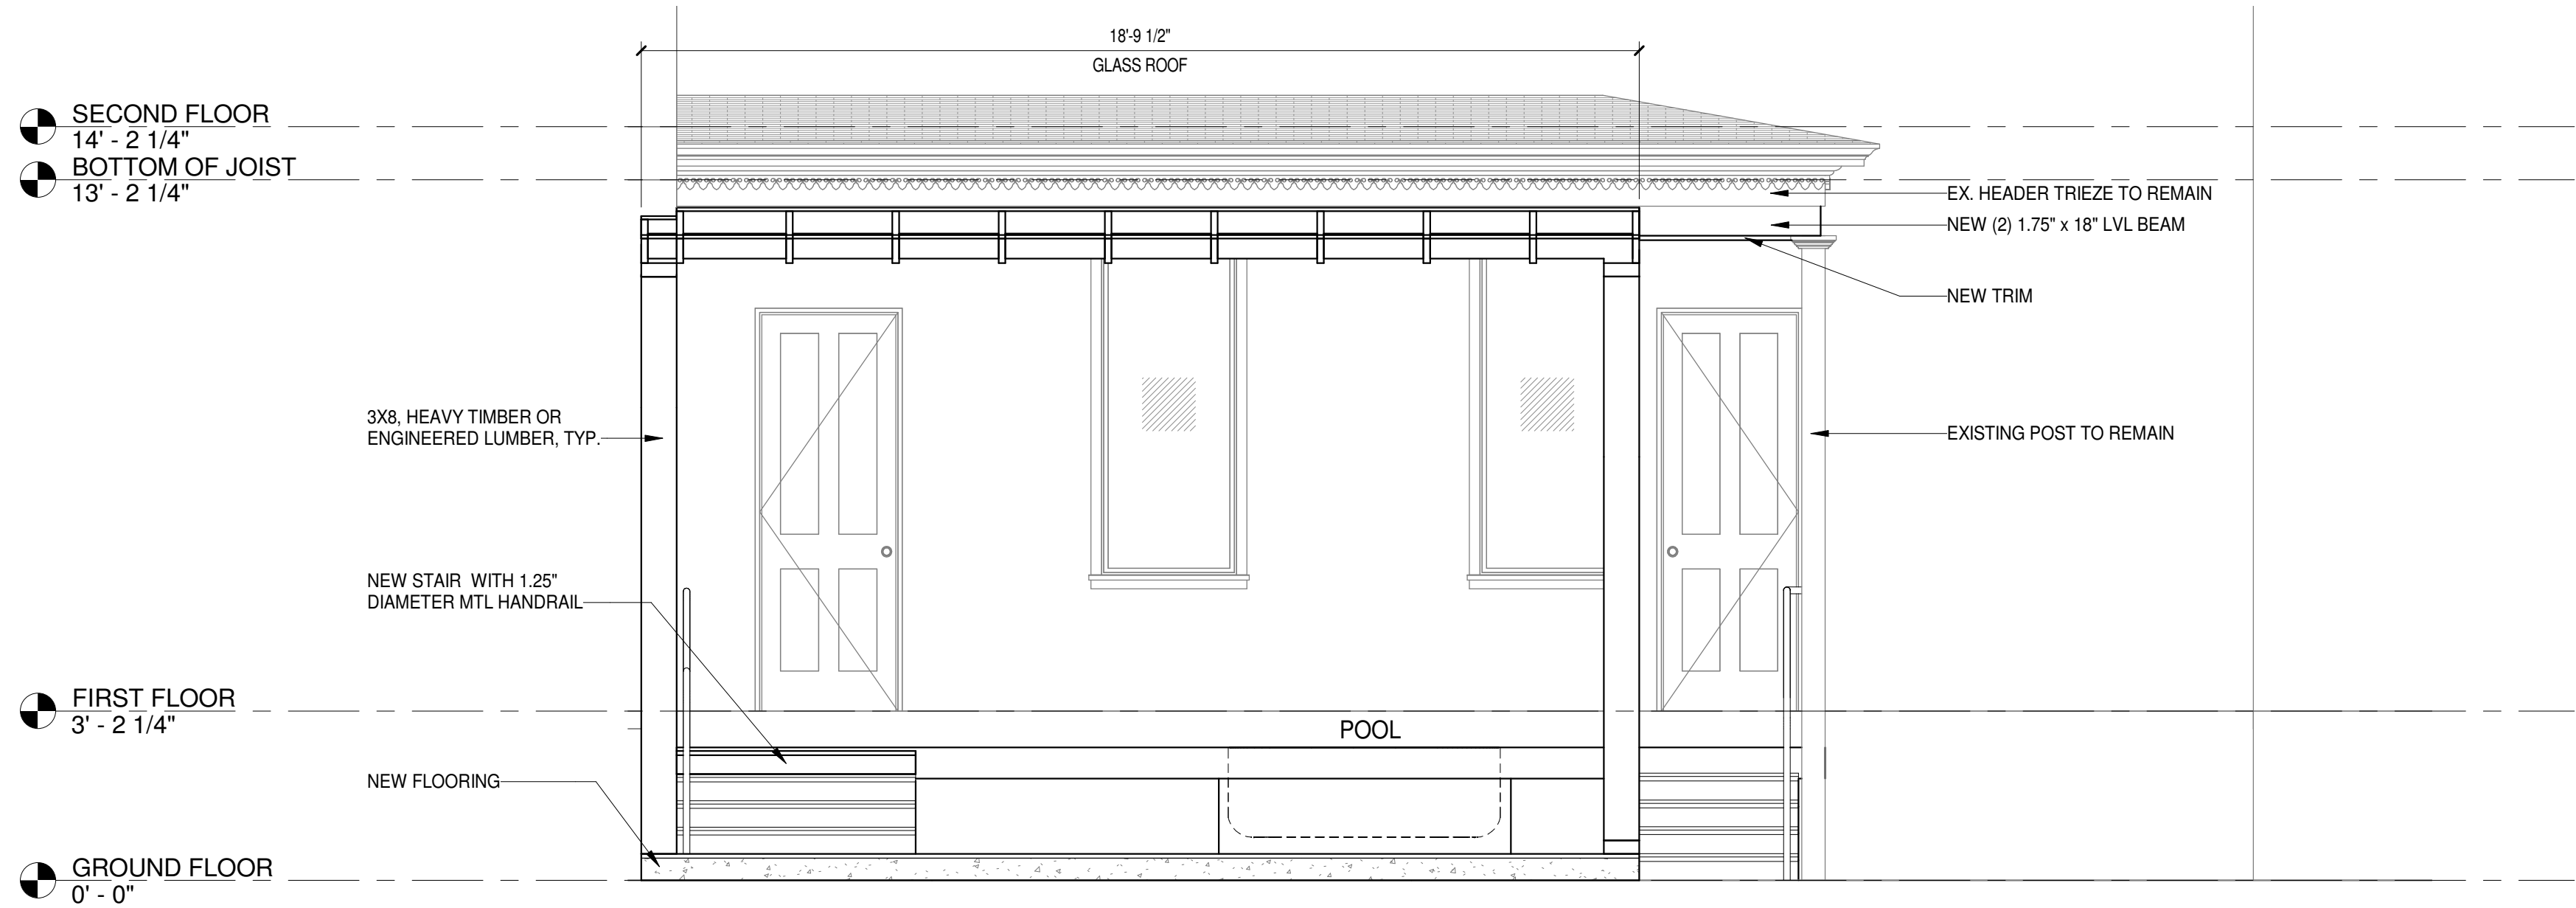 18'-9 1/2"
GLASS ROOF
SECOND FLOOR
14' - 2 1/4"
BOTTOM OF JOIST
13' - 2 1/4"
EX. HEADER TRIEZE TO REMAIN
NEW (2) 1.75" x 18" LVL BEAM
NEW TRIM
3X8, HEAVY TIMBER OR
ENGINEERED LUMBER, TYP.
EXISTING POST TO REMAIN
NEW STAIR WITH 1.25"
DIAMETER MTL HANDRAIL
FIRST FLOOR
3' - 2 1/4"
POOL
NEW FLOORING
GROUND FLOOR
0' - 0"